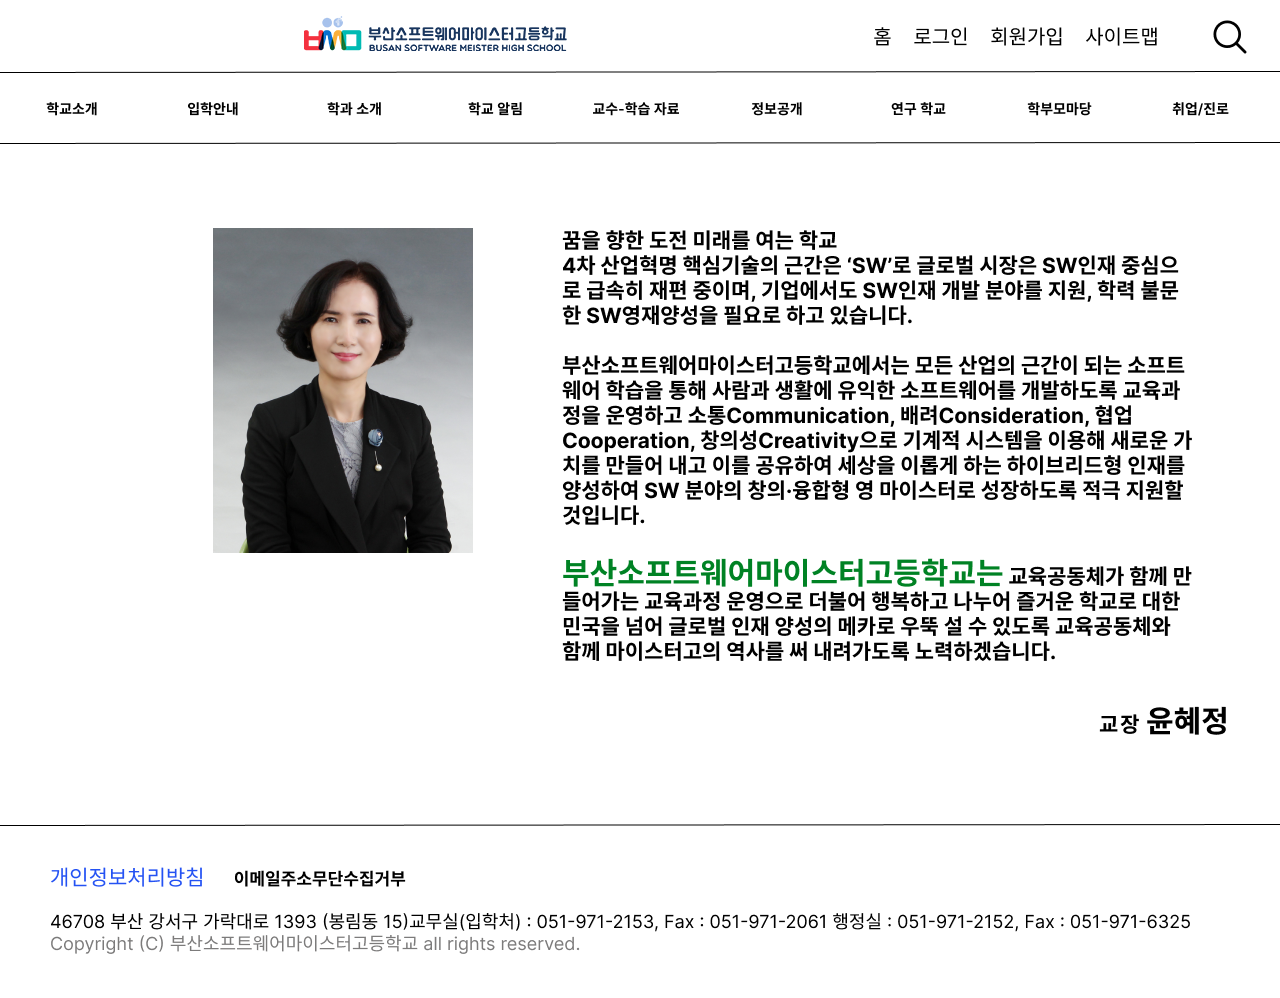 부산소프트웨어마이스터고등학교
BUSAN SOFTWARE MEISTER HIGH SCHOOL
홈 로그인 회원가입 사이트맵
학교소개 입학안내 학과 소개 학교 알림 교수-학습 자료 정보공개 연구 학교 학부모마당 취업/진로
꿈을 향한 도전 미래를 여는 학교
4차 산업혁명 핵심기술의 근간은 ‘SW’로 글로벌 시장은 SW인재 중심으
로 급속히 재편 중이며, 기업에서도 SW인재 개발 분야를 지원, 학력 불문
한 SW영재양성을 필요로 하고 있습니다.
부산소프트웨어마이스터고등학교에서는 모든 산업의 근간이 되는 소프트
웨어 학습을 통해 사람과 생활에 유익한 소프트웨어를 개발하도록 교육과
정을 운영하고 소통Communication, 배려Consideration, 협업
Cooperation, 창의성Creativity으로 기계적 시스템을 이용해 새로운 가
치를 만들어 내고 이를 공유하여 세상을 이롭게 하는 하이브리드형 인재를
양성하여 SW 분야의 창의·융합형 영 마이스터로 성장하도록 적극 지원할
것입니다.
부산소프트웨어마이스터고등학교는 교육공동체가 함께 만
들어가는 교육과정 운영으로 더불어 행복하고 나누어 즐거운 학교로 대한
민국을 넘어 글로벌 인재 양성의 메카로 우뚝 설 수 있도록 교육공동체와
함께 마이스터고의 역사를 써 내려가도록 노력하겠습니다.
교장 윤혜정
개인정보처리방침 이메일주소무단수집거부
46708 부산 강서구 가락대로 1393 (봉림동 15)교무실(입학처) : 051-971-2153, Fax : 051-971-2061 행정실 : 051-971-2152, Fax : 051-971-6325
Copyright (C) 부산소프트웨어마이스터고등학교 all rights reserved.